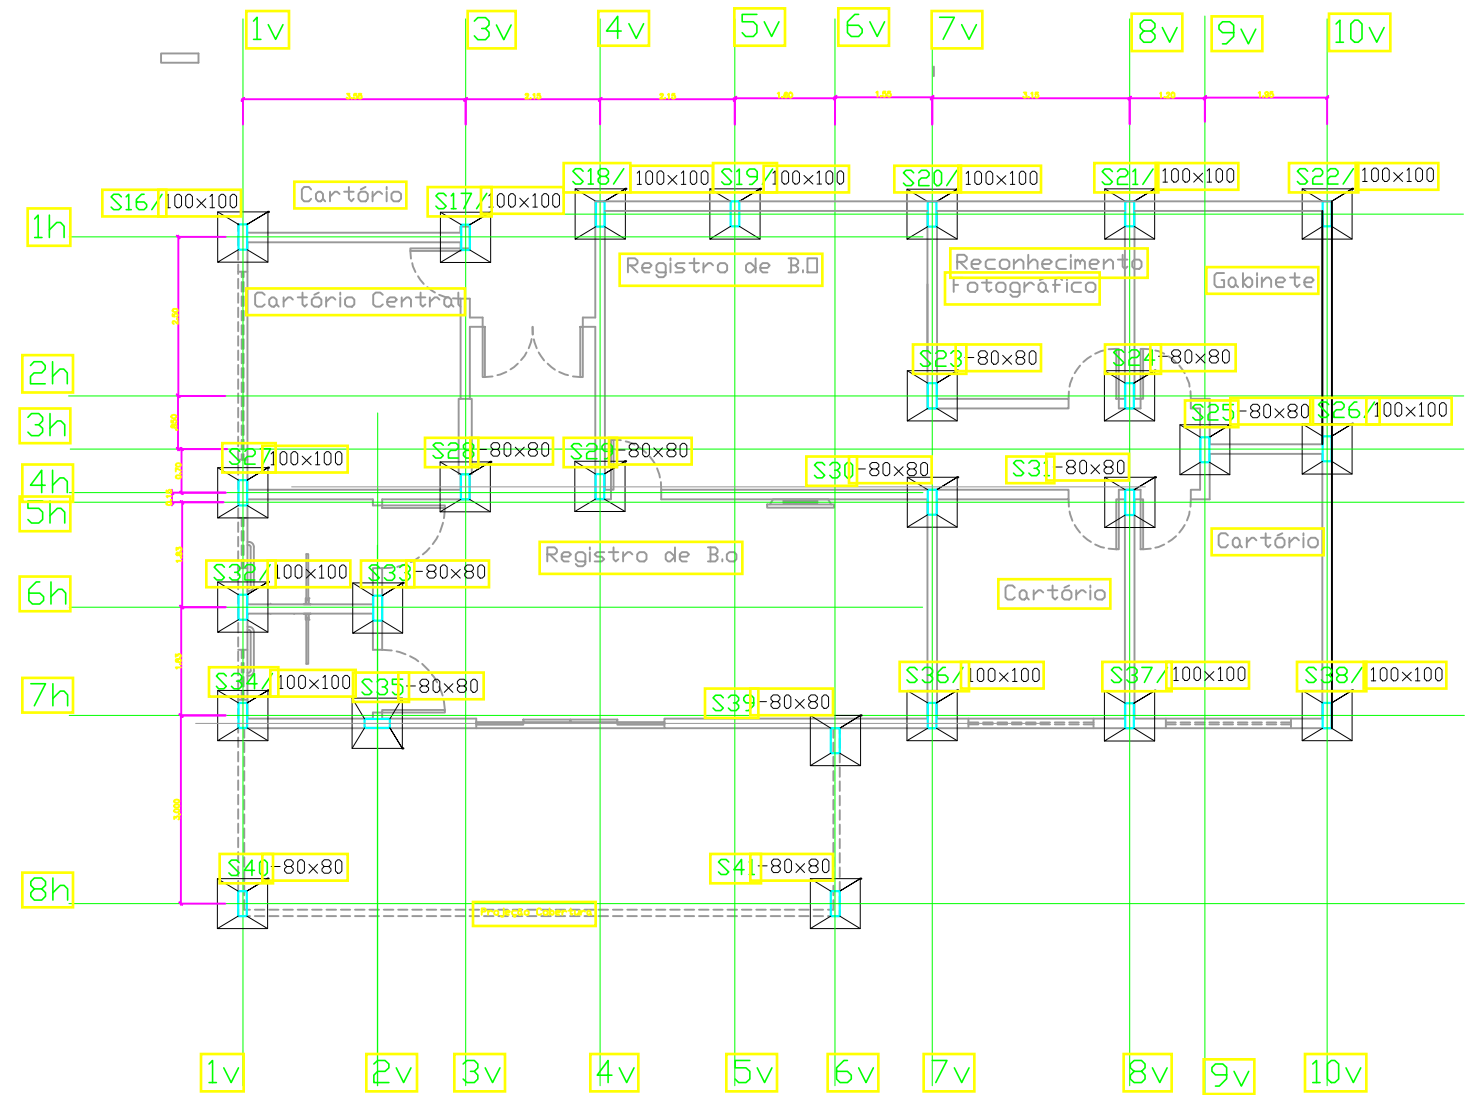 1v 3v 4v 5v 6v 7v 8v 9v 10v
S16/ 100x100
Cartório
S17/ 100x100
S18/ 100x100
S19/ 100x100
S20/ 100x100
S21/ 100x100
S22/ 100x100
1h
Registro de B.
Reconhecimento
Fotográfico
Gabinete
Cartório Central
2h
S23-80x80
S24-80x80
3h
S25-80x80
S26/ 100x100
S27 100x100
S28-80x80
S29-80x80
S30-80x80
S31-80x80
4h
5h
Registro de B.o
Cartório
S32/ 100x100
S33-80x80
6h
Cartório
S34/ 100x100
S35-80x80
S36/ 100x100
S37/ 100x100
S38/ 100x100
7h
S39-80x80
S40-80x80
S41-80x80
8h
Projeção Cobertura
1v 2v 3v 4v 5v 6v 7v 8v 9v 10v